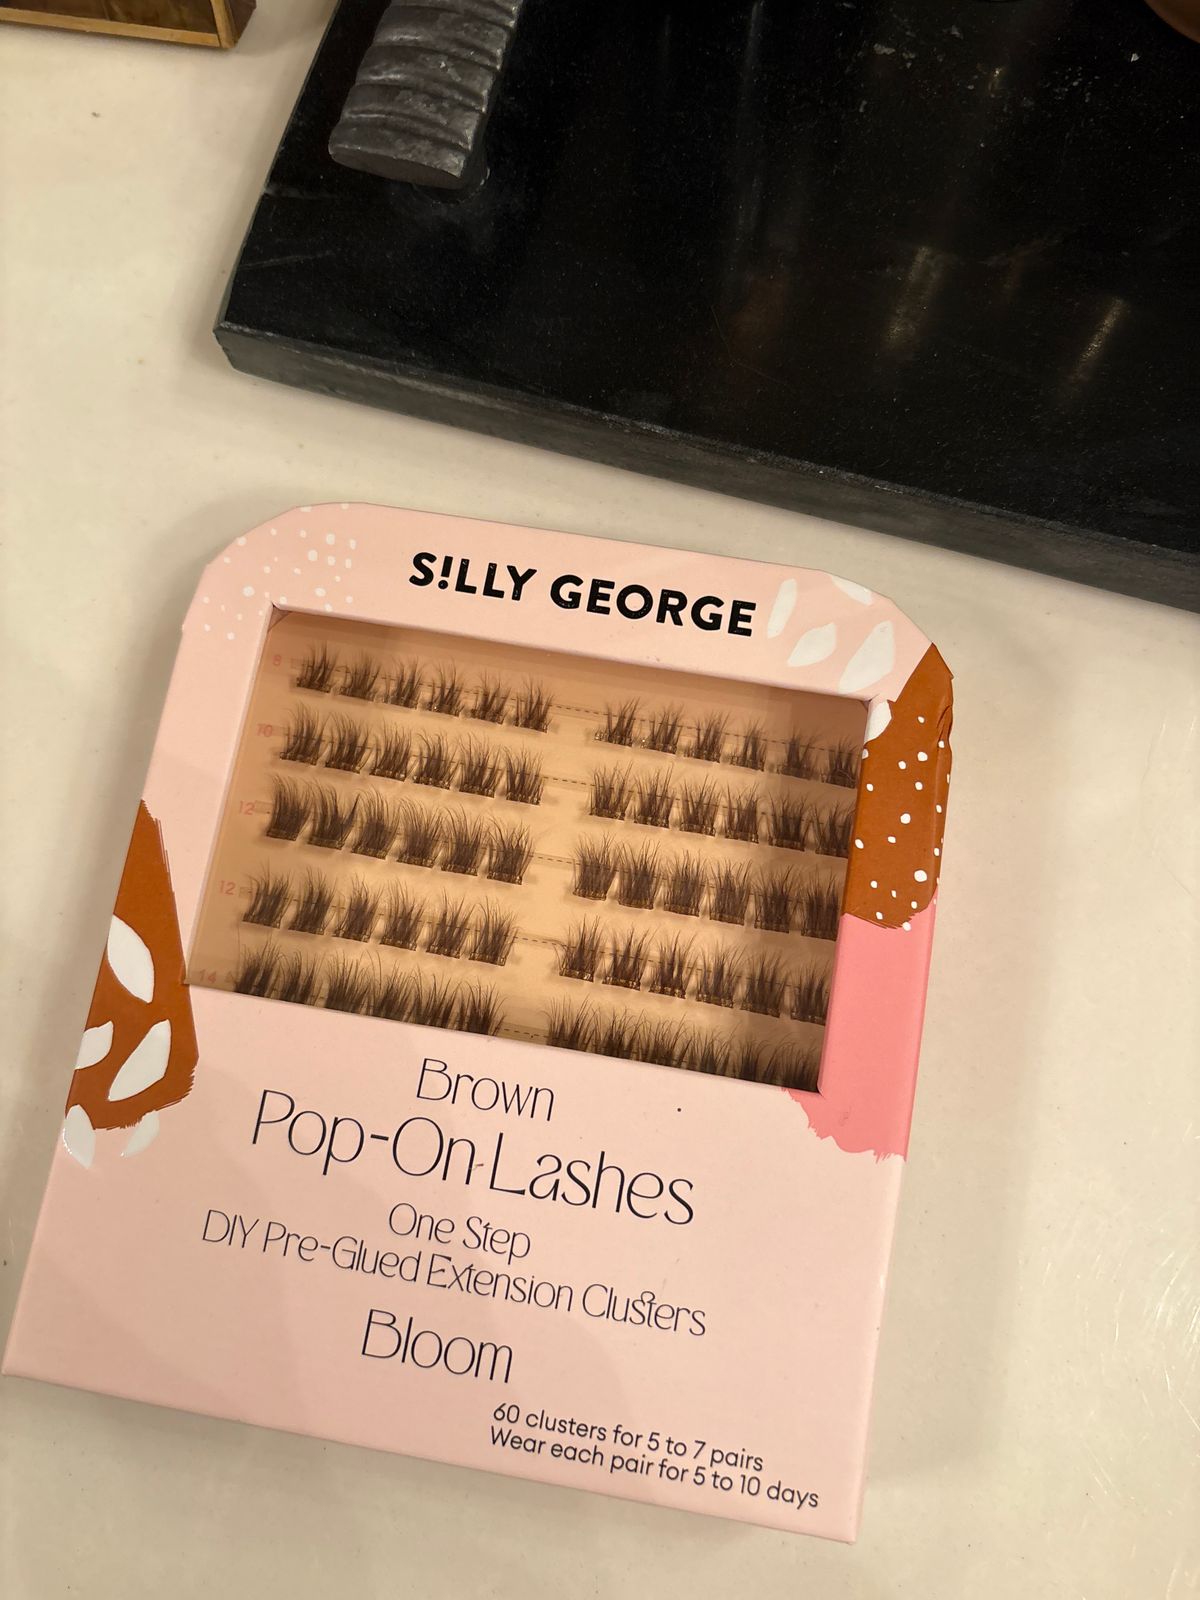 S!LLY GEORGE
8
10
12
12
14
Brown
Pop-On Lashes
One Step
DIY Pre-Glued Extension Clusters
Bloom
60 clusters for 5 to 7 pairs
Wear each pair for 5 to 10 days